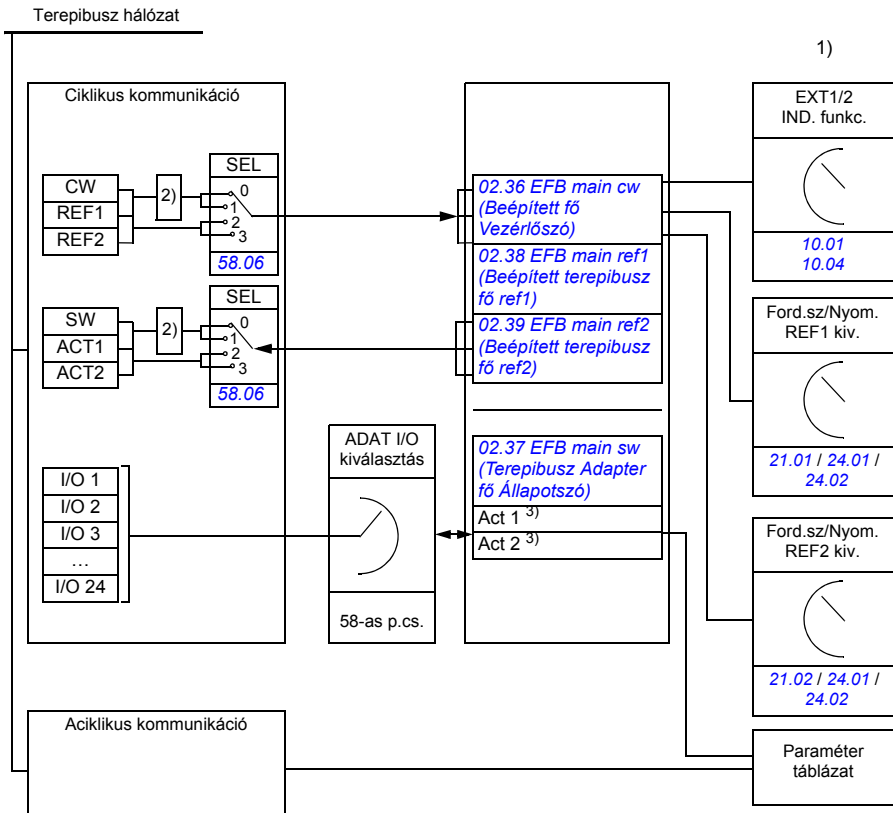 Terepibusz hálózat
1)
Ciklikus kommunikáció
SEL
CW
REF1
REF2
2)
0
1
2
3
58.06
SEL
SW
ACT1
ACT2
2)
0
1
2
3
58.06
I/O 1
I/O 2
I/O 3
…
I/O 24
ADAT I/O
kiválasztás
58-as p.cs.
02.36 EFB main cw
(Beépített fő
Vezérlőszó)
02.38 EFB main ref1
(Beépített terepibusz
fő ref1)
02.39 EFB main ref2
(Beépített terepibusz
fő ref2)
02.37 EFB main sw
(Terepibusz Adapter
fő Állapotszó)
Act 1 3)
Act 2 3)
EXT1/2
IND. funkc.
10.01
10.04
Ford.sz/Nyom.
REF1 kiv.
21.01 / 24.01 /
24.02
Ford.sz/Nyom.
REF2 kiv.
21.02 / 24.01 /
24.02
Aciklikus kommunikáció
Paraméter
táblázat